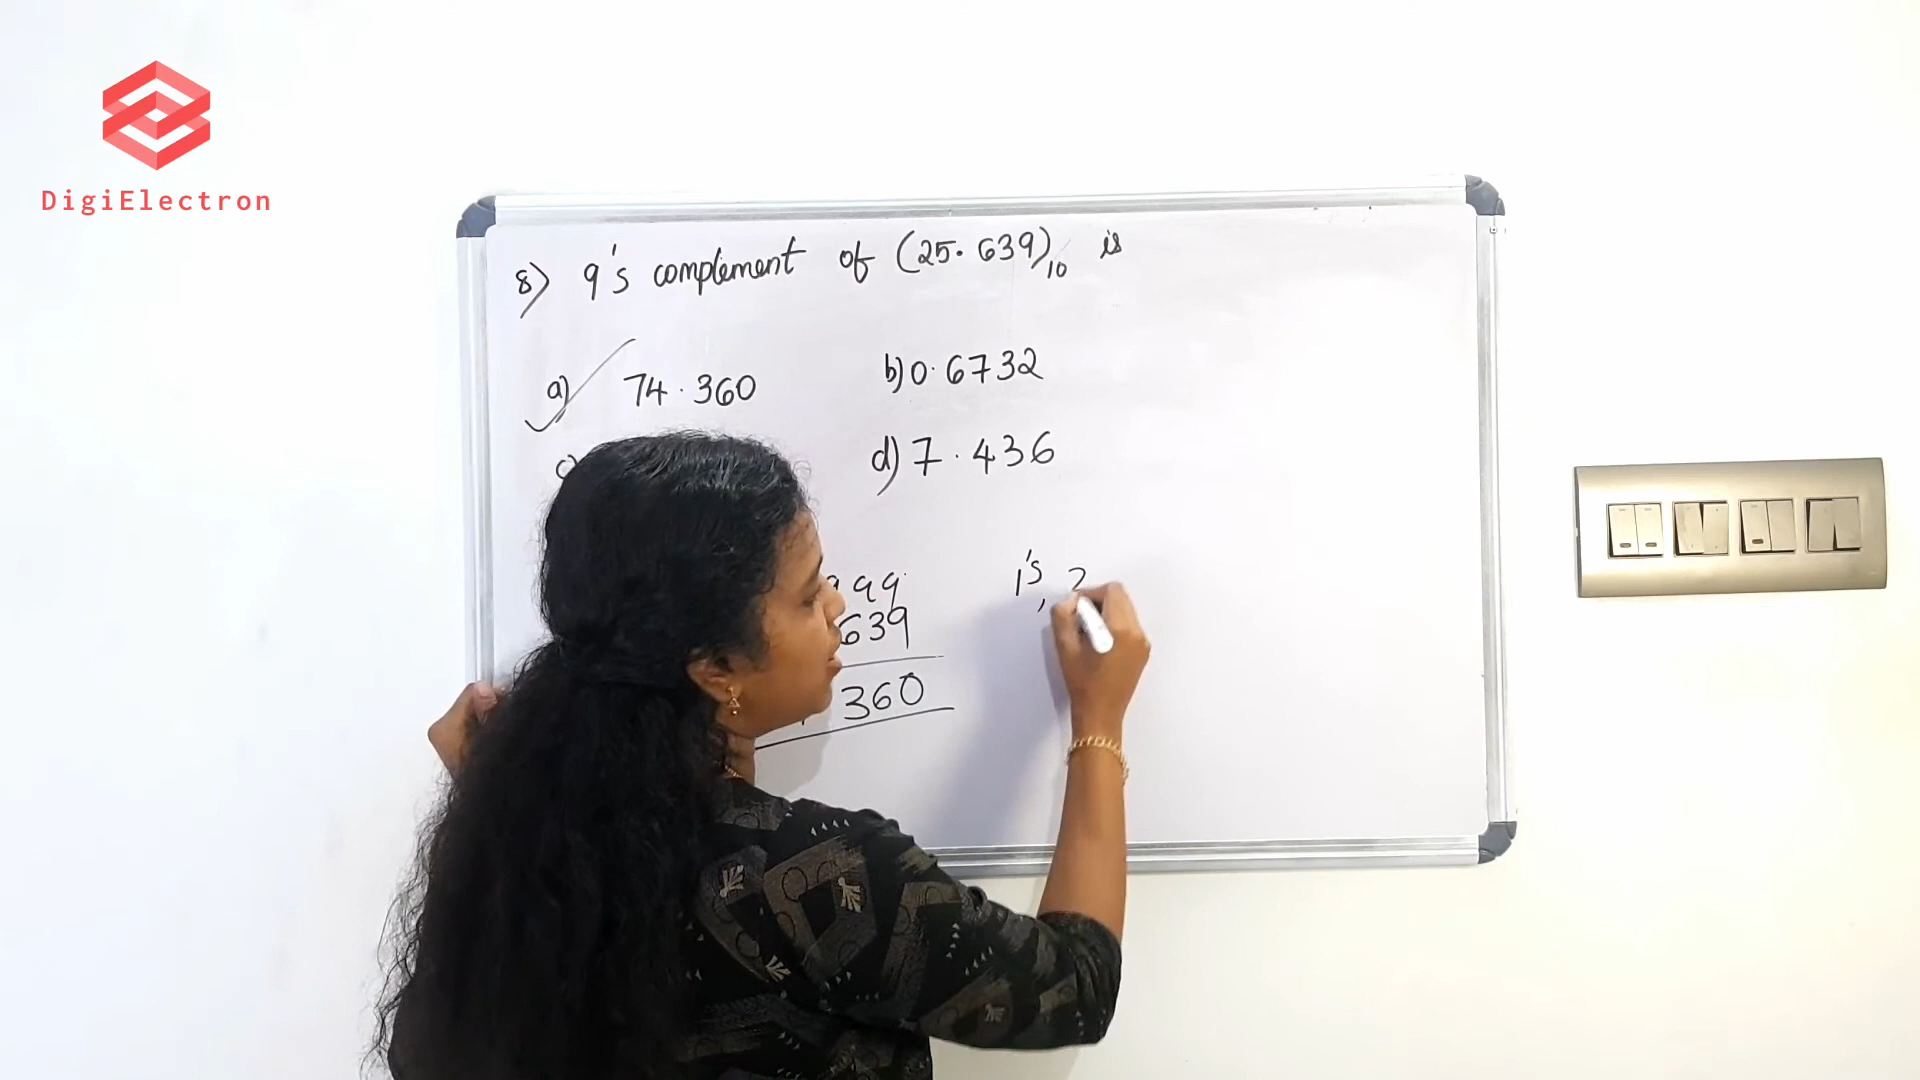 DigiElectron
8) 9's complement of (25.639)10 is
a) 74.360 b) 0.6732
c) d) 7.436
99
639
360
1's, 2